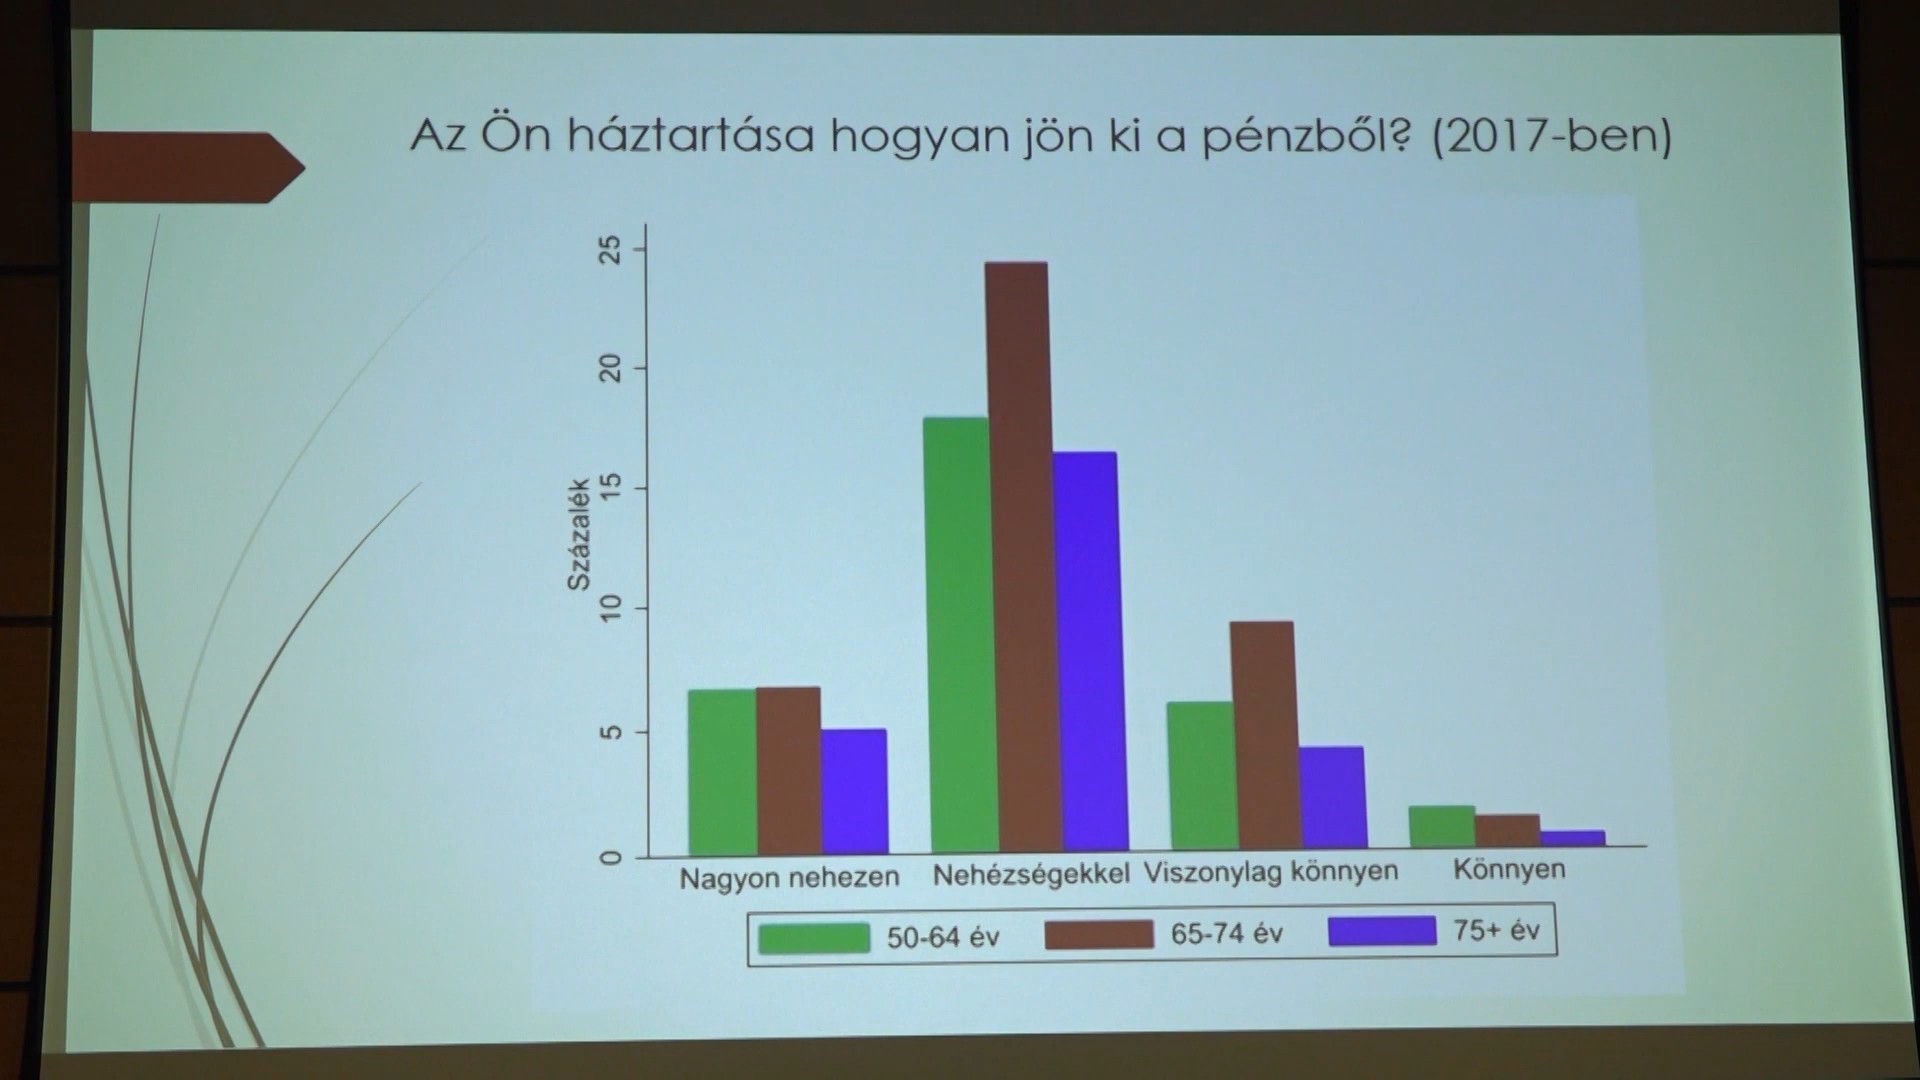 Az Ön háztartása hogyan jön ki a pénzből? (2017-ben)
Százalék
25
20
15
10
5
0
Nagyon nehezen Nehézségekkel Viszonylag könnyen Könnyen
50-64 év 65-74 év 75+ év